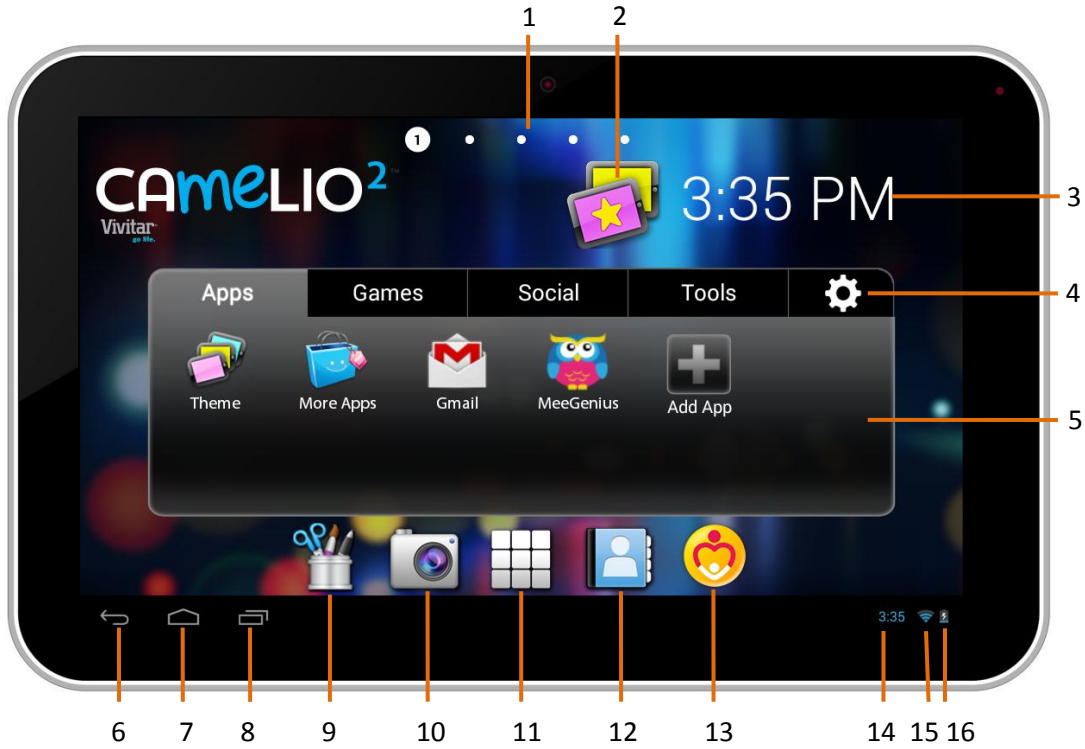 1 2
1
CAMELIO2™
Vivitar
go life.
3:35 PM
3
Apps Games Social Tools
4
Theme More Apps Gmail MeeGenius Add App
5
3:35
6 7 8 9 10 11 12 13 14 15 16